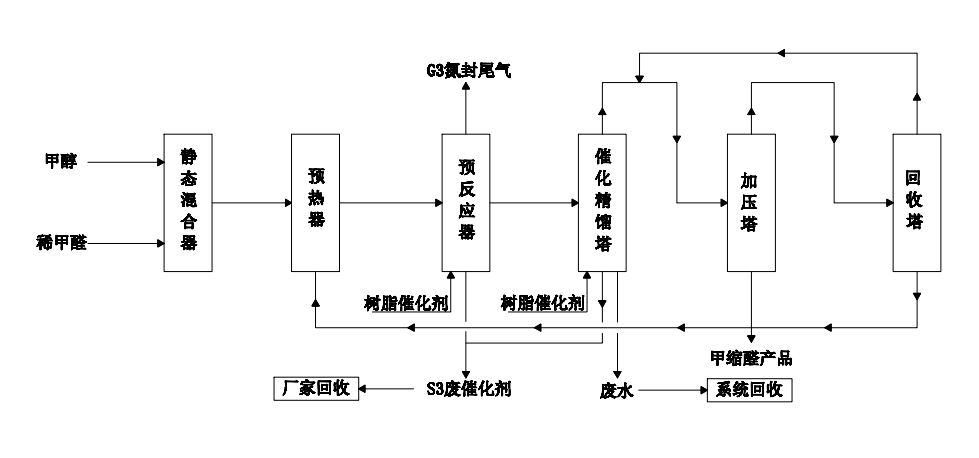 G3氮封尾气
甲醇
稀甲醛
静态混合器
预热器
预反应器
催化精馏塔
加压塔
回收塔
树脂催化剂
树脂催化剂
甲缩醛产品
厂家回收
S3废催化剂
废水
系统回收